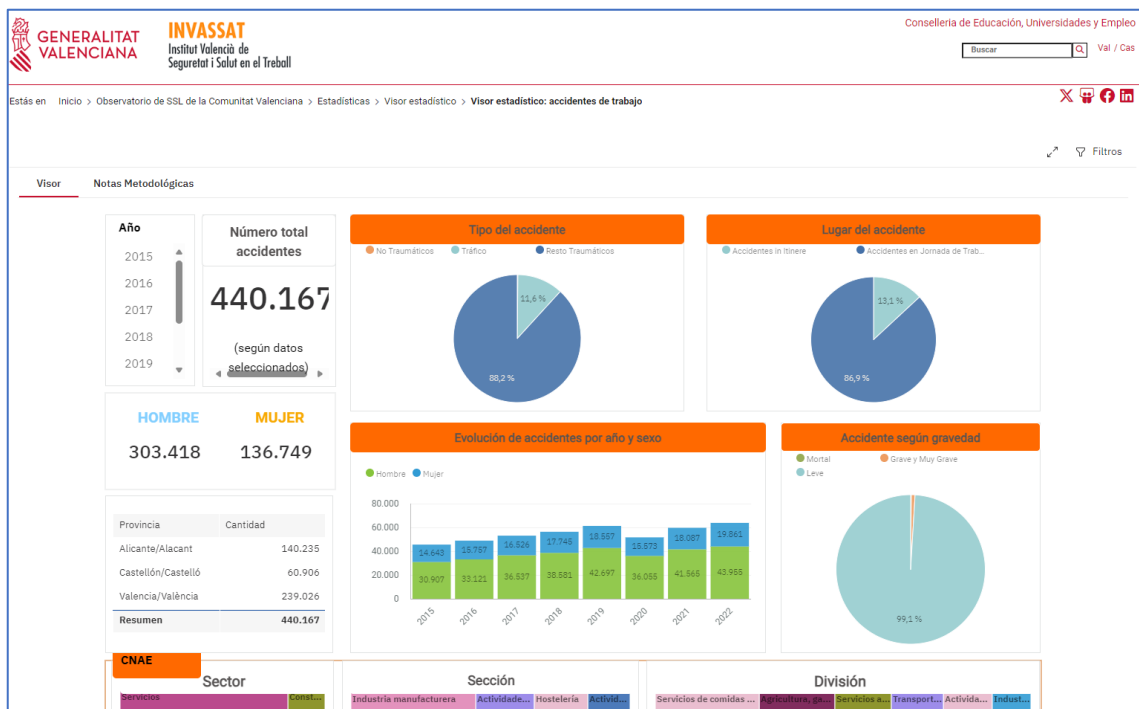 GENERALITAT
VALENCIANA
INVASSAT
Institut Valencià de
Seguretat i Salut en el Treball
Conselleria de Educación, Universidades y Empleo
Buscar
Val / Cas
Estás en Inicio > Observatorio de SSL de la Comunitat Valenciana > Estadísticas > Visor estadístico > Visor estadístico: accidentes de trabajo
Filtros
Visor Notas Metodológicas
Año
2015
2016
2017
2018
2019
Número total
accidentes
440.167
(según datos
seleccionados)
Tipo del accidente
No Traumáticos Tráfico Resto Traumáticos
11,6 %
88,2 %
Lugar del accidente
Accidentes in Itinere Accidentes en Jornada de Trab...
13,1 %
86,9 %
HOMBRE MUJER
303.418 136.749
Provincia Cantidad
Alicante/Alacant 140.235
Castellón/Castelló 60.906
Valencia/València 239.026
Resumen 440.167
Evolución de accidentes por año y sexo
Hombre Mujer
80.000
60.000
40.000
20.000
0
14.643 15.757 16.526 17.745 18.557 15.573 18.087 19.861
30.907 33.121 36.537 38.581 42.697 36.055 41.565 43.955
2015 2016 2017 2018 2019 2020 2021 2022
Accidente según gravedad
Mortal Grave y Muy Grave
Leve
99,1 %
CNAE
Sector
Servicios Const...
Sección
Industria manufacturera Actividade... Hostelería Activid...
División
Servicios de comidas ... Agricultura, ga... Servicios a... Transport... Activida... Indust...